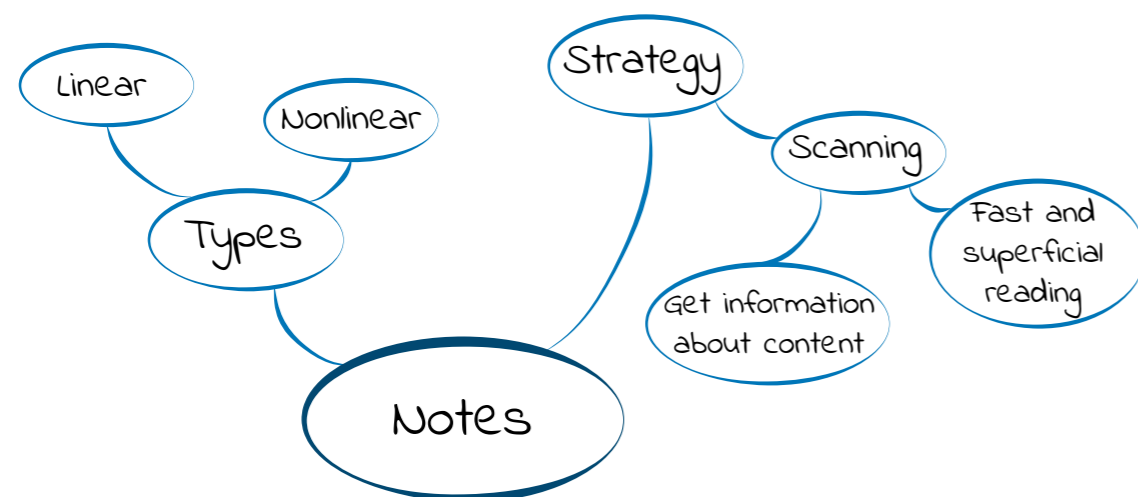 Linear
Nonlinear
Types
Notes
Strategy
Scanning
Get information
about content
Fast and
superficial
reading